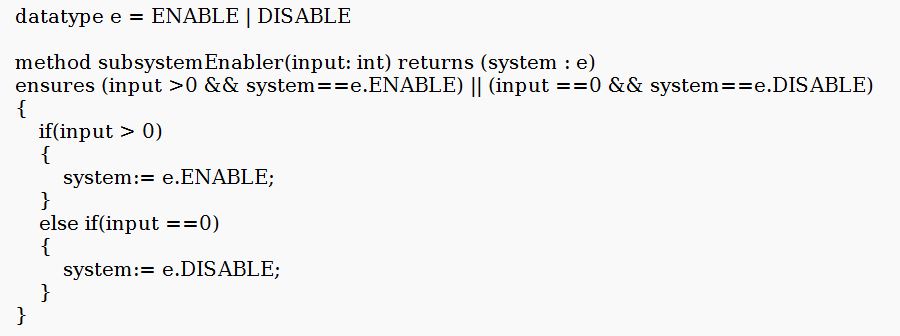 datatype e = ENABLE | DISABLE

method subsystemEnabler(input: int) returns (system : e)
ensures (input >0 && system==e.ENABLE) || (input ==0 && system==e.DISABLE)
{
    if(input > 0)
    {
        system:= e.ENABLE;
    }
    else if(input ==0)
    {
        system:= e.DISABLE;
    }
}